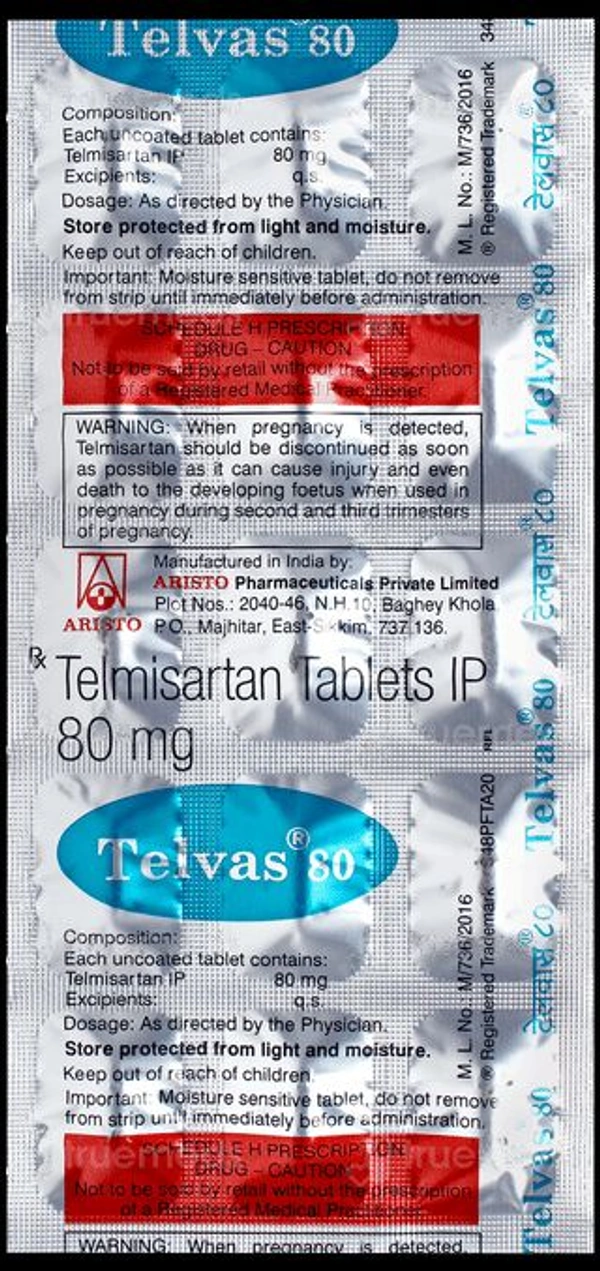 Telvas® 80
Composition:
Each uncoated tablet contains:
Telmisartan IP 80 mg
Excipients: q.s.
Dosage: As directed by the Physician.
Store protected from light and moisture.
Keep out of reach of children.
Important: Moisture sensitive tablet, do not remove
from strip until immediately before administration.
SCHEDULE H PRESCRIPTION
DRUG – CAUTION
Not to be sold by retail without the prescription
of a Registered Medical Practitioner.
WARNING: When pregnancy is detected,
Telmisartan should be discontinued as soon
as possible as it can cause injury and even
death to the developing foetus when used in
pregnancy during second and third trimesters
of pregnancy.
Manufactured in India by:
ARISTO Pharmaceuticals Private Limited
Plot Nos.: 2040-46, N.H.10, Baghey Khola
P.O., Majhitar, East-Sikkim, 737 136.
ARISTO
Rx Telmisartan Tablets IP
80 mg
Telvas® 80
Composition:
Each uncoated tablet contains:
Telmisartan IP 80 mg
Excipients: q.s.
Dosage: As directed by the Physician.
Store protected from light and moisture.
Keep out of reach of children.
Important: Moisture sensitive tablet, do not remove
from strip until immediately before administration.
SCHEDULE H PRESCRIPTION
DRUG – CAUTION
Not to be sold by retail without the prescription
of a Registered Medical Practitioner.
WARNING: When pregnancy is detected,
M. L. No.: M/736/2016
® Registered Trademark
RFL
M. L. No.: M/736/2016
® Registered Trademark
टेलवास® ८०
Telvas® 80
टेलवास® ८०
Telvas® 80
टेलवास® ८०
Telvas® 80